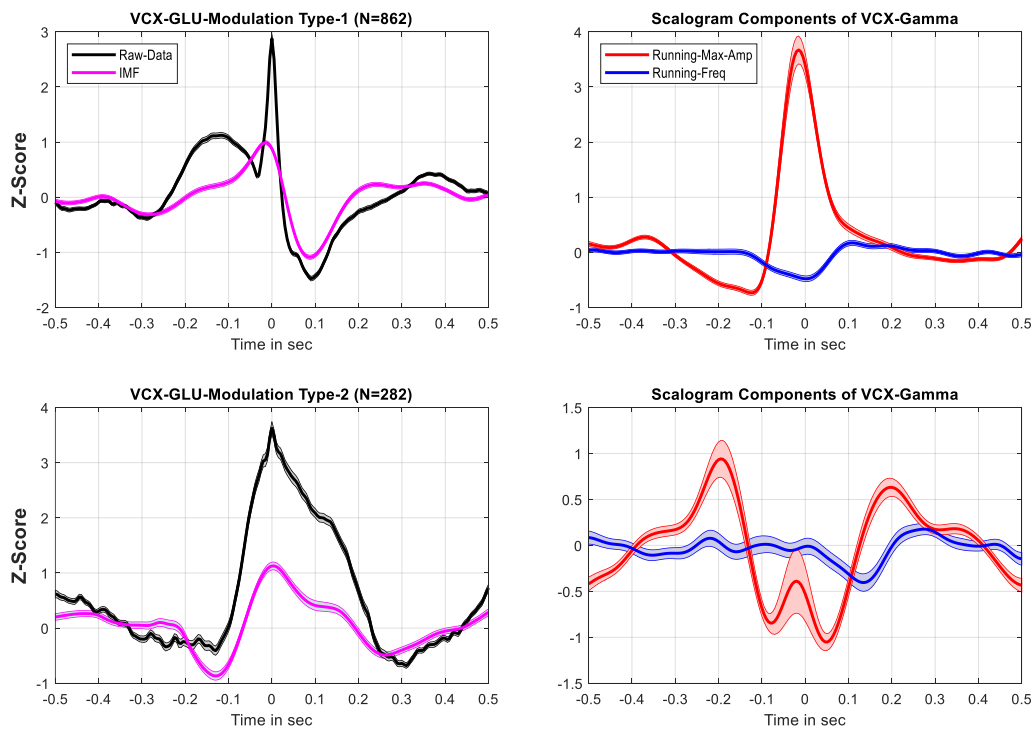 VCX-GLU-Modulation Type-1 (N=862)
Z-Score
3
2
1
0
-1
-2
Raw-Data
IMF
-0.5 -0.4 -0.3 -0.2 -0.1 0 0.1 0.2 0.3 0.4 0.5
Time in sec
Scalogram Components of VCX-Gamma
5
4
3
2
1
0
-1
Running-Max-Amp
Running-Freq
-0.5 -0.4 -0.3 -0.2 -0.1 0 0.1 0.2 0.3 0.4 0.5
Time in sec
VCX-GLU-Modulation Type-2 (N=282)
Z-Score
4
3
2
1
0
-1
-0.5 -0.4 -0.3 -0.2 -0.1 0 0.1 0.2 0.3 0.4 0.5
Time in sec
Scalogram Components of VCX-Gamma
1.5
1
0.5
0
-0.5
-1
-1.5
-0.5 -0.4 -0.3 -0.2 -0.1 0 0.1 0.2 0.3 0.4 0.5
Time in sec